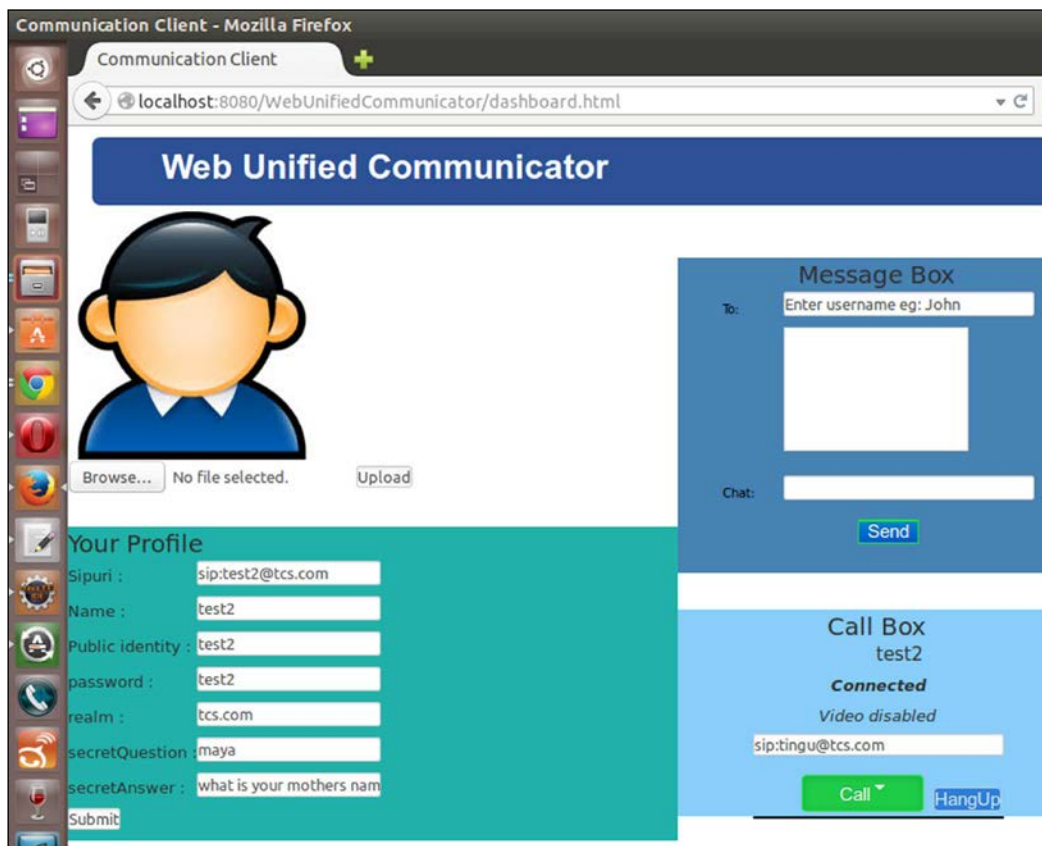 Communication Client - Mozilla Firefox
Communication Client
localhost:8080/WebUnifiedCommunicator/dashboard.html
Web Unified Communicator
Browse... No file selected. Upload
Your Profile
Sipuri : sip:test2@tcs.com
Name : test2
Public identity : test2
password : test2
realm : tcs.com
secretQuestion : maya
secretAnswer : what is your mothers nam
Submit
Message Box
To: Enter username eg: John
Chat:
Send
Call Box
test2
Connected
Video disabled
sip:tingu@tcs.com
Call HangUp